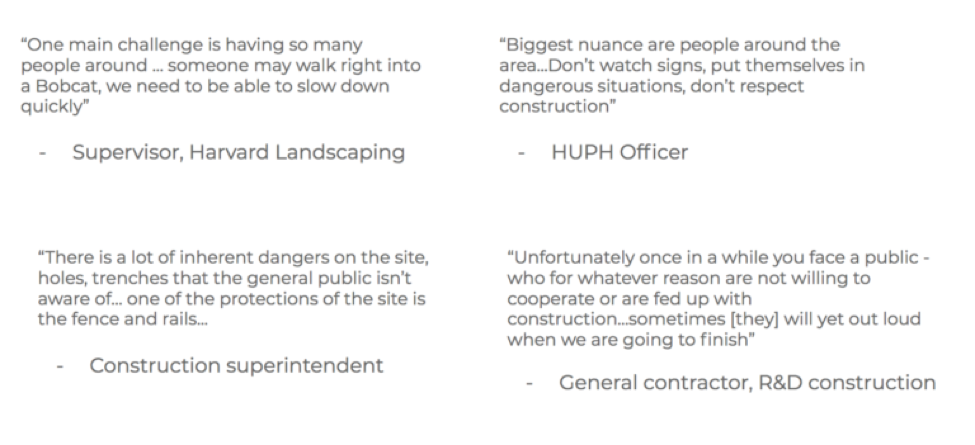 “One main challenge is having so many
people around ... someone may walk right into
a Bobcat, we need to be able to slow down
quickly”
- Supervisor, Harvard Landscaping
“Biggest nuance are people around the
area...Don’t watch signs, put themselves in
dangerous situations, don’t respect
construction”
- HUPH Officer
“There is a lot of inherent dangers on the site,
holes, trenches that the general public isn’t
aware of... one of the protections of the site is
the fence and rails...
- Construction superintendent
“Unfortunately once in a while you face a public -
who for whatever reason are not willing to
cooperate or are fed up with
construction...sometimes [they] will yet out loud
when we are going to finish”
- General contractor, R&D construction